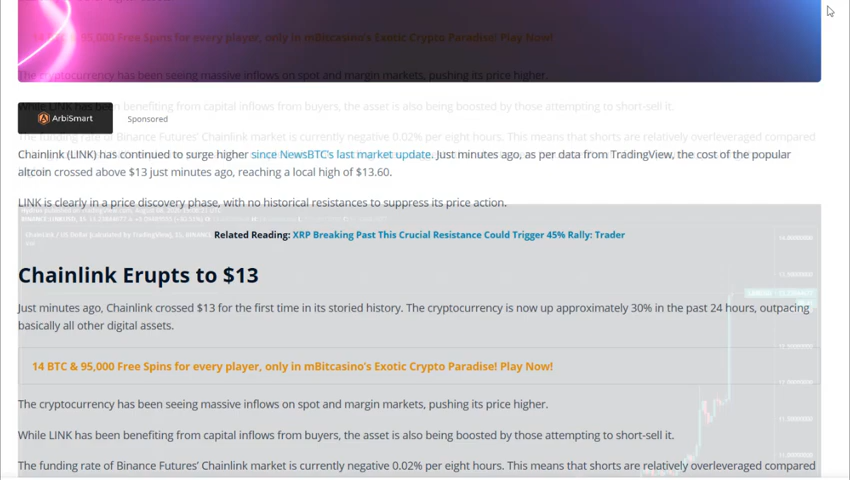 14 BTC & 95,000 Free Spins for every player, only in mBitcasino's Exotic Crypto Paradise! Play Now!
The cryptocurrency has been seeing massive inflows on spot and margin markets, pushing its price higher.
While LINK has been benefiting from capital inflows from buyers, the asset is also being boosted by those attempting to short-sell it.
ArbiSmart
Sponsored
The funding rate of Binance Futures' Chainlink market is currently negative 0.02% per eight hours. This means that shorts are relatively overleveraged compared
Chainlink (LINK) has continued to surge higher since NewsBTC's last market update. Just minutes ago, as per data from TradingView, the cost of the popular
altcoin crossed above $13 just minutes ago, reaching a local high of $13.60.
LINK is clearly in a price discovery phase, with no historical resistances to suppress its price action.
Related Reading: XRP Breaking Past This Crucial Resistance Could Trigger 45% Rally: Trader
Chainlink Erupts to $13
Just minutes ago, Chainlink crossed $13 for the first time in its storied history. The cryptocurrency is now up approximately 30% in the past 24 hours, outpacing
basically all other digital assets.
14 BTC & 95,000 Free Spins for every player, only in mBitcasino's Exotic Crypto Paradise! Play Now!
The cryptocurrency has been seeing massive inflows on spot and margin markets, pushing its price higher.
While LINK has been benefiting from capital inflows from buyers, the asset is also being boosted by those attempting to short-sell it.
The funding rate of Binance Futures' Chainlink market is currently negative 0.02% per eight hours. This means that shorts are relatively overleveraged compared